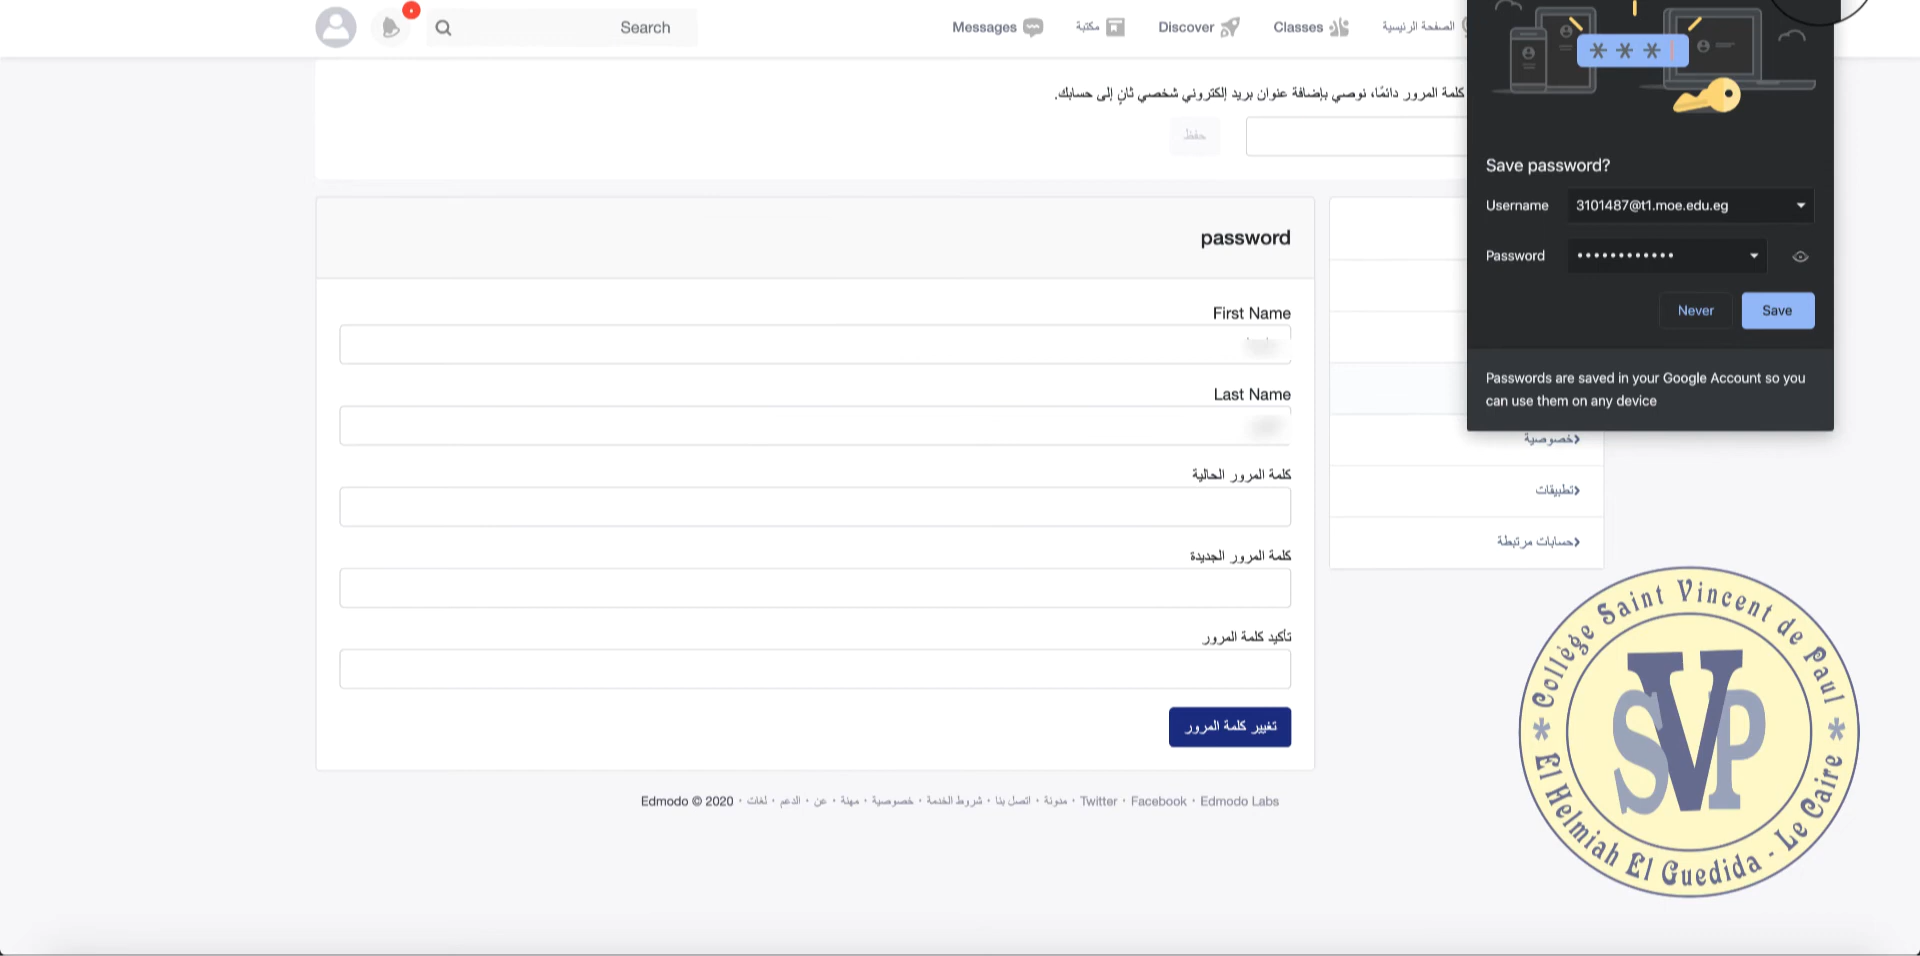 Search
Messages
مكتبة
Discover
Classes
الصفحة الرئيسية
كلمة المرور دائمًا، نوصي بإضافة عنوان بريد إلكتروني شخصي ثانٍ إلى حسابك.
حفظ
password
First Name
Last Name
كلمة المرور الحالية
كلمة المرور الجديدة
تأكيد كلمة المرور
تغيير كلمة المرور
***
Save password?
Username 3101487@t1.moe.edu.eg
Password ••••••••••••
Never Save
Passwords are saved in your Google Account so you
can use them on any device
خصوصية
تطبيقات
حسابات مرتبطة
Edmodo © 2020 · لغات · الدعم · عن · مهنة · خصوصية · شروط الخدمة · اتصل بنا · مدونة · Twitter · Facebook · Edmodo Labs
* Collège Saint Vincent de Paul *
SVP
El Helmiah El Guedida - Le Caire